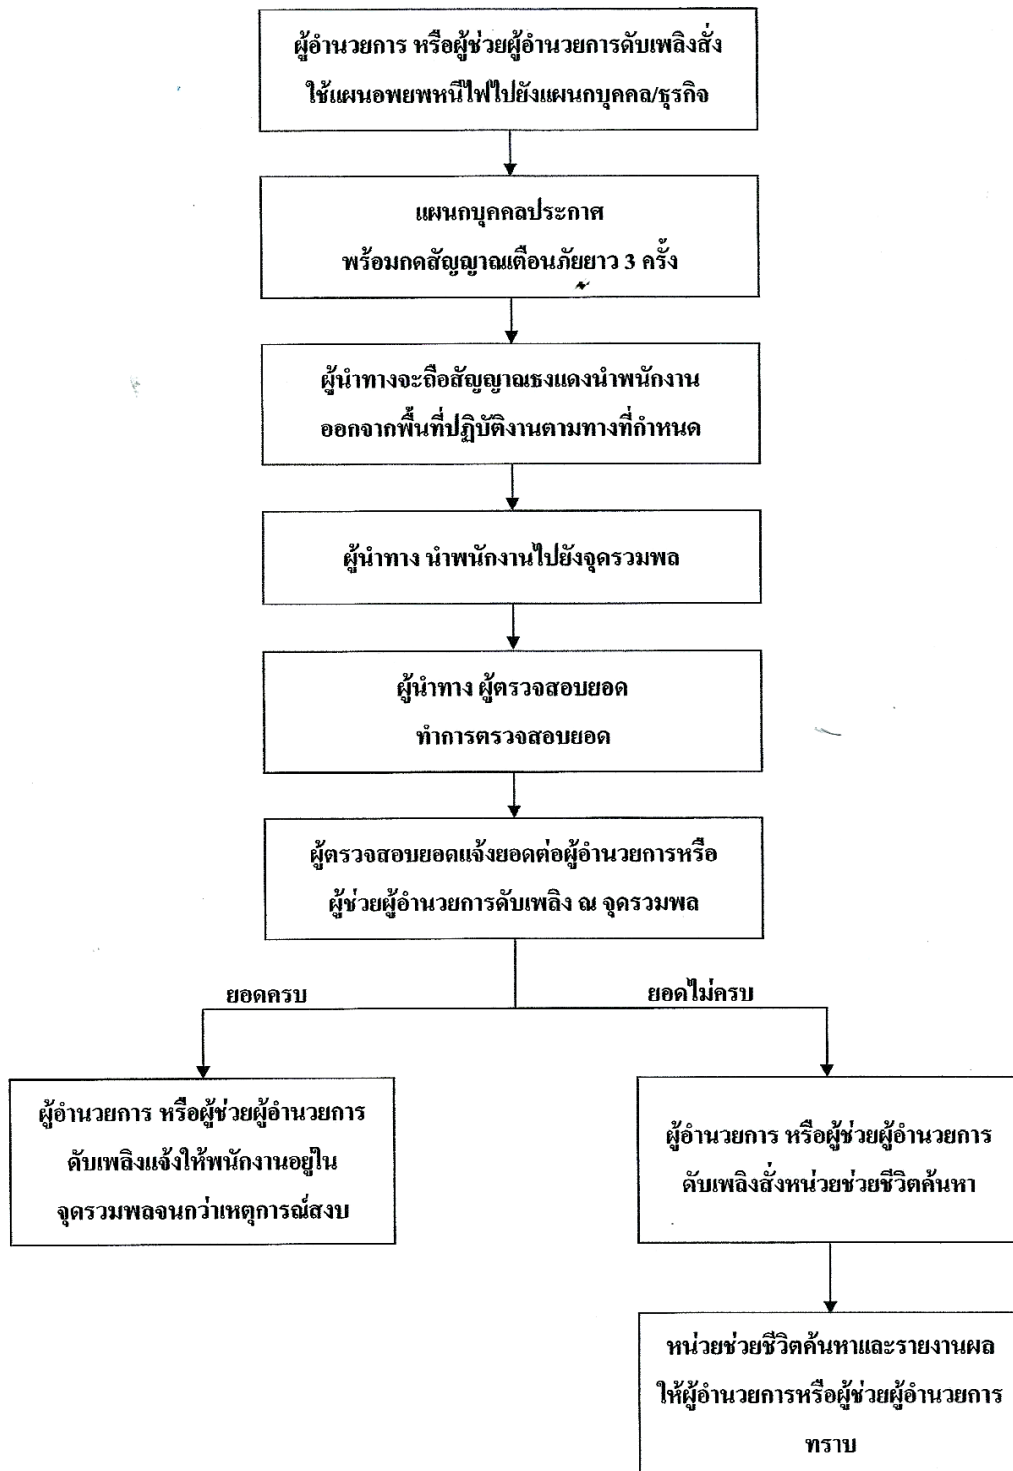 ผู้อำนวยการ หรือผู้ช่วยผู้อำนวยการดับเพลิงสั่ง
ใช้แผนอพยพหนีไฟไปยังแผนกบุคคล/ธุรกิจ
แผนกบุคคลประกาศ
พร้อมกดสัญญาณเตือนภัยยาว 3 ครั้ง
ผู้นำทางจะถือสัญญาณธงแดงนำพนักงาน
ออกจากพื้นที่ปฏิบัติงานตามทางที่กำหนด
ผู้นำทาง นำพนักงานไปยังจุดรวมพล
ผู้นำทาง ผู้ตรวจสอบยอด
ทำการตรวจสอบยอด
ผู้ตรวจสอบยอดแจ้งยอดต่อผู้อำนวยการหรือ
ผู้ช่วยผู้อำนวยการดับเพลิง ณ จุดรวมพล
ยอดครบ
ยอดไม่ครบ
ผู้อำนวยการ หรือผู้ช่วยผู้อำนวยการ
ดับเพลิงแจ้งให้พนักงานอยู่ใน
จุดรวมพลจนกว่าเหตุการณ์สงบ
ผู้อำนวยการ หรือผู้ช่วยผู้อำนวยการ
ดับเพลิงสั่งหน่วยช่วยชีวิตค้นหา
หน่วยช่วยชีวิตค้นหาและรายงานผล
ให้ผู้อำนวยการหรือผู้ช่วยผู้อำนวยการ
ทราบ